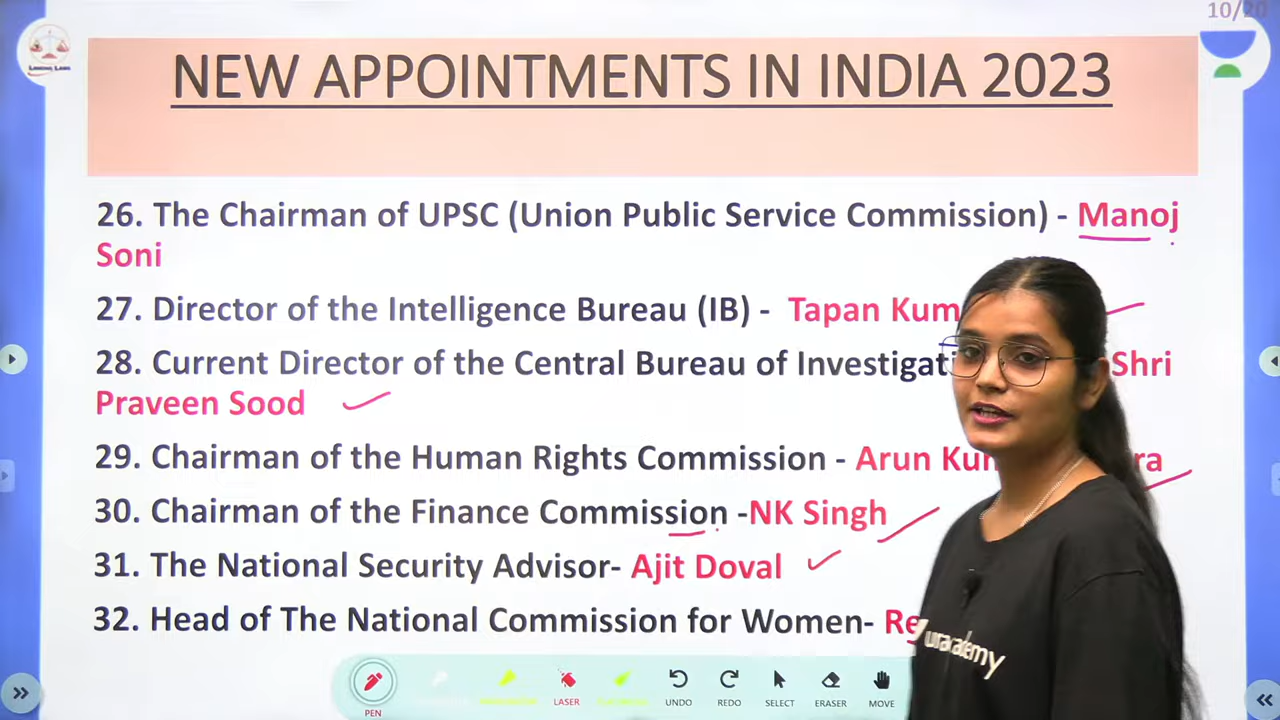 10/20
NEW APPOINTMENTS IN INDIA 2023
26. The Chairman of UPSC (Union Public Service Commission) - Manoj
Soni
27. Director of the Intelligence Bureau (IB) - Tapan Kum
28. Current Director of the Central Bureau of Investigati Shri
Praveen Sood
29. Chairman of the Human Rights Commission - Arun Kum ra
30. Chairman of the Finance Commission -NK Singh
31. The National Security Advisor- Ajit Doval
32. Head of The National Commission for Women- Re
unacademy
PEN
LASER
UNDO
REDO
SELECT
ERASER
MOVE